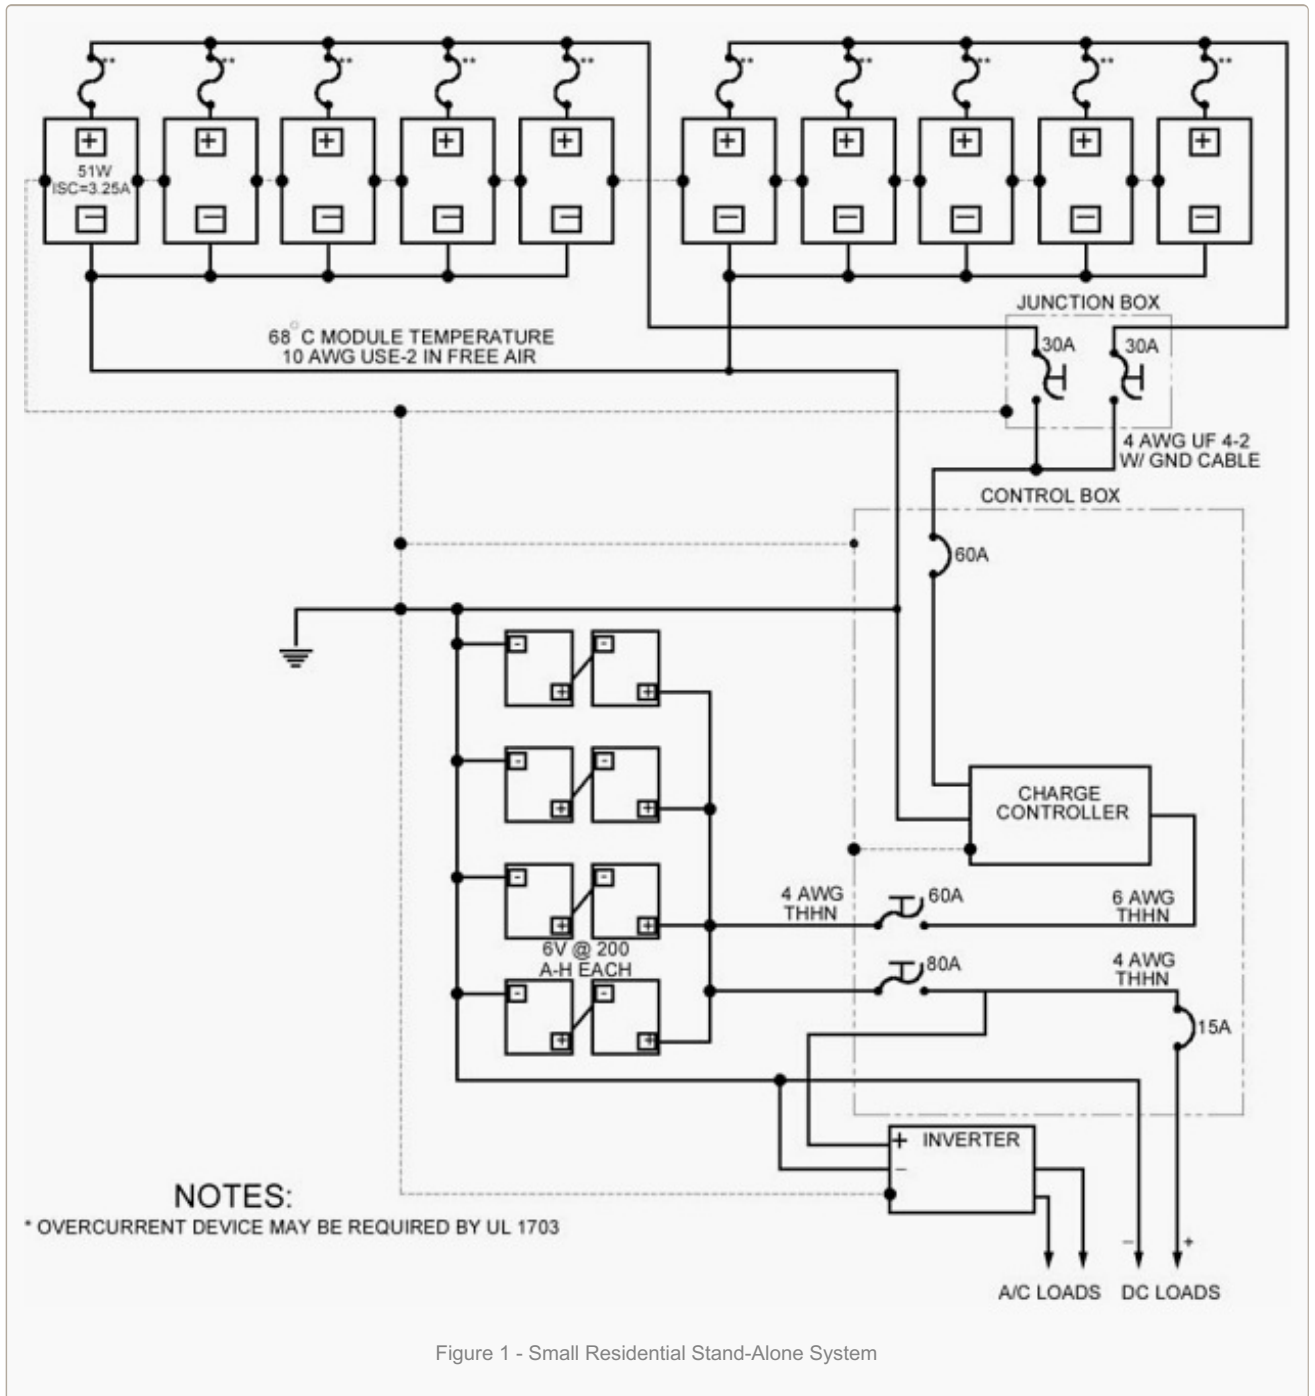 ** ** ** ** ** ** ** ** ** **
+ + + + + + + + + +
51W
ISC=3.25A
− − − − − − − − − −
JUNCTION BOX
68°C MODULE TEMPERATURE
10 AWG USE-2 IN FREE AIR
30A 30A
4 AWG UF 4-2
W/ GND CABLE
CONTROL BOX
60A
- -
+ +
- -
+ +
CHARGE
CONTROLLER
- -
+ +
4 AWG
THHN
60A
6 AWG
THHN
6V @ 200
A-H EACH
80A
4 AWG
THHN
- -
+ +
15A
+ INVERTER
−
NOTES:
* OVERCURRENT DEVICE MAY BE REQUIRED BY UL 1703
− +
A/C LOADS DC LOADS
Figure 1 - Small Residential Stand-Alone System